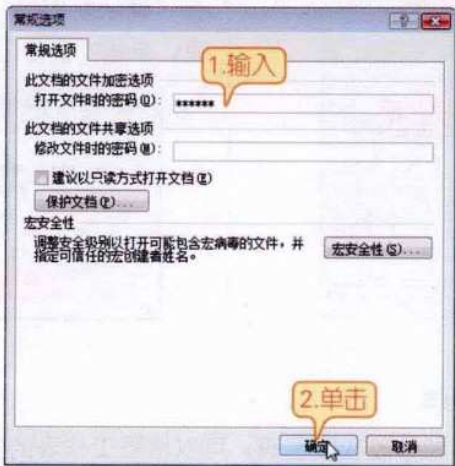 常规选项
常规选项
1.输入
此文档的文件加密选项
打开文件时的密码(O): ******
此文档的文件共享选项
修改文件时的密码(M):
建议以只读方式打开文档(E)
保护文档(P)...
宏安全性
调整安全级别以打开可能包含宏病毒的文件，并
指定可信任的宏创建者姓名。
宏安全性(S)...
2.单击
确定
取消